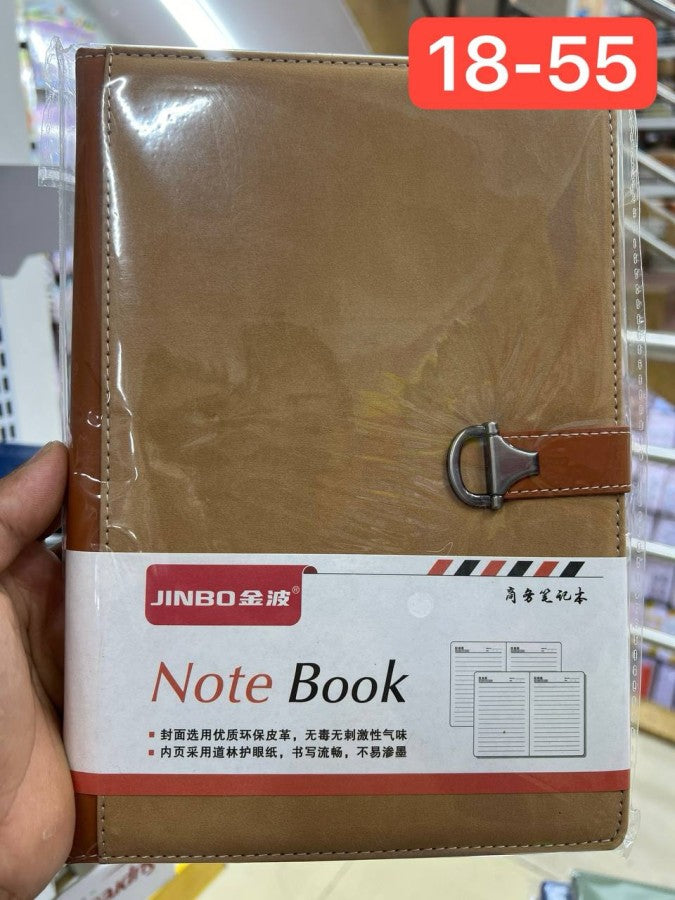 18-55
JINBO金波®
商务笔记本
Note Book
▪ 封面选用优质环保皮革，无毒无刺激性气味
▪ 内页采用道林护眼纸，书写流畅，不易渗墨